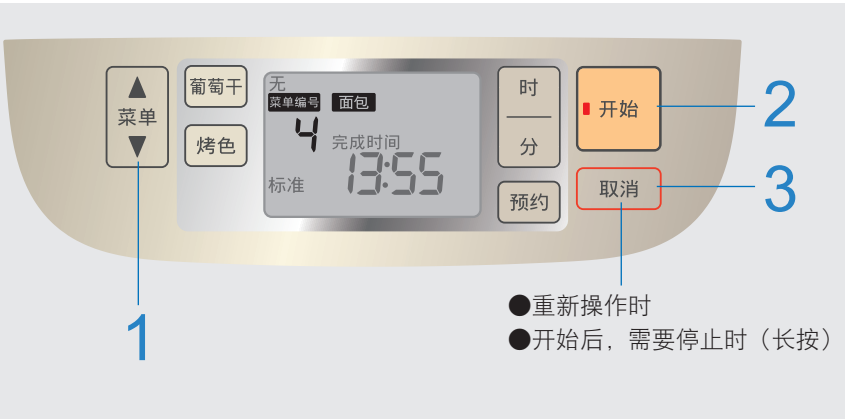 ▲
菜单
▼
葡萄干
烤色
无
菜单编号 面包
4
完成时间
13:55
标准
时
分
预约
开始
取消
1
2
3
●重新操作时
●开始后，需要停止时（长按）